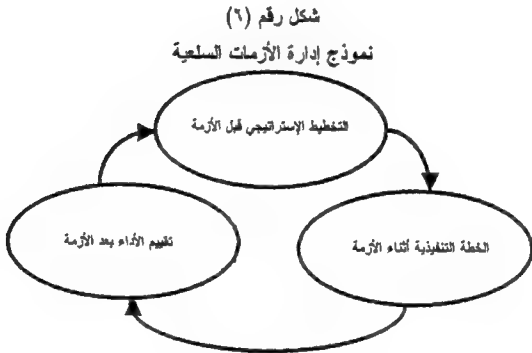 شكل رقم (٦)
نموذج إدارة الأزمات السلعية
التخطيط الإستراتيجي قبل الأزمة
الخطة التنفيذية أثناء الأزمة
تقييم الأداء بعد الأزمة